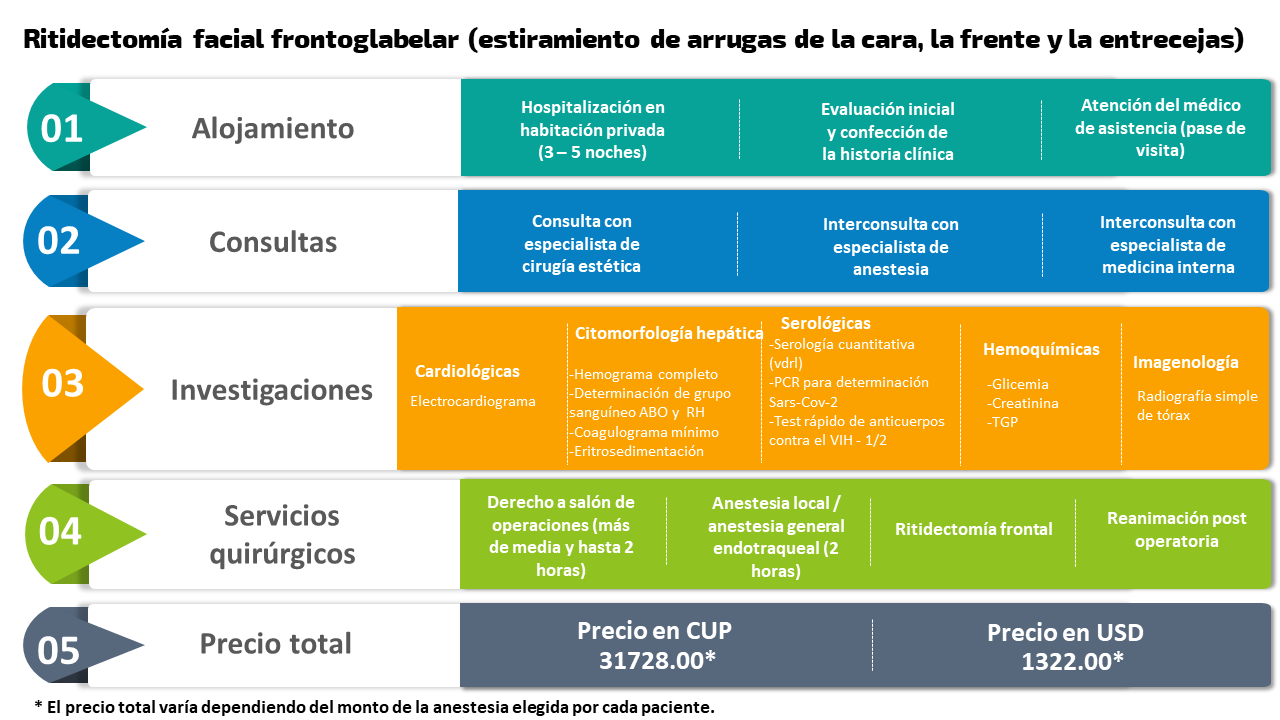 Ritidectomía facial frontoglabelar (estiramiento de arrugas de la cara, la frente y la entrecejas)
01
Alojamiento
Hospitalización en
habitación privada
(3 – 5 noches)
Evaluación inicial
y confección de
la historia clínica
Atención del médico
de asistencia (pase de
visita)
02
Consultas
Consulta con
especialista de
cirugía estética
Interconsulta con
especialista de
anestesia
Interconsulta con
especialista de
medicina interna
03
Investigaciones
Cardiológicas
Electrocardiograma
Citomorfología hepática
-Hemograma completo
-Determinación de grupo
sanguíneo ABO y RH
-Coagulograma mínimo
-Eritrosedimentación
Serológicas
-Serología cuantitativa
(vdrl)
-PCR para determinación
Sars-Cov-2
-Test rápido de anticuerpos
contra el VIH - 1/2
Hemoquímicas
-Glicemia
-Creatinina
-TGP
Imagenología
Radiografía simple
de tórax
04
Servicios
quirúrgicos
Derecho a salón de
operaciones (más
de media y hasta 2
horas)
Anestesia local /
anestesia general
endotraqueal (2
horas)
Ritidectomía frontal
Reanimación post
operatoria
05
Precio total
Precio en CUP
31728.00*
Precio en USD
1322.00*
* El precio total varía dependiendo del monto de la anestesia elegida por cada paciente.